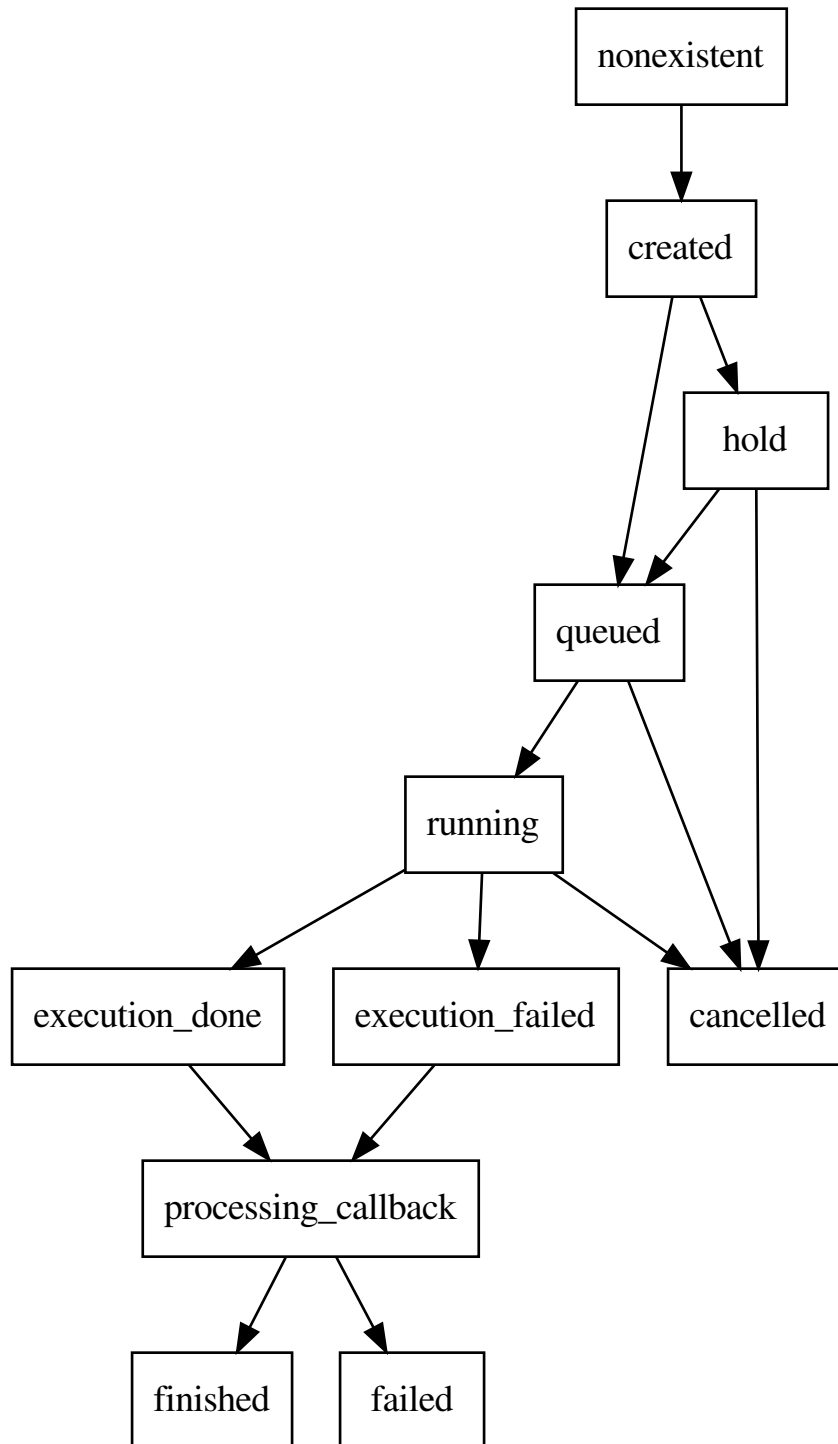 nonexistent
created
hold
queued
running
execution_done
execution_failed
cancelled
processing_callback
finished
failed